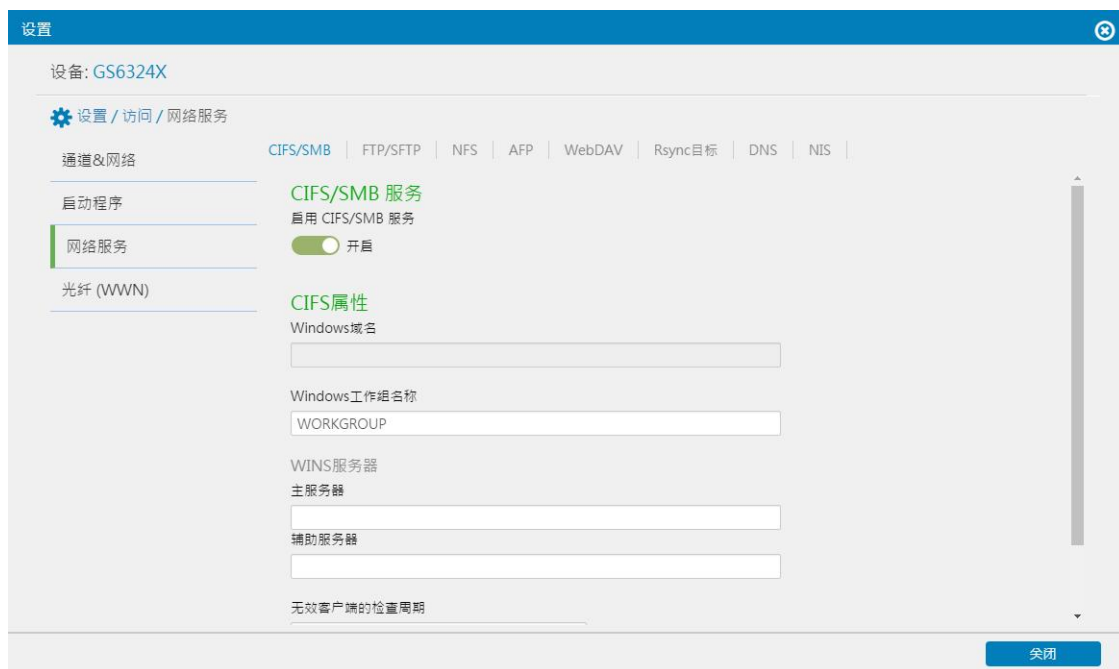 设置
设备: GS6324X
设置 / 访问 / 网络服务
通道&网络
启动程序
网络服务
光纤 (WWN)
CIFS/SMB FTP/SFTP NFS AFP WebDAV Rsync目标 DNS NIS
CIFS/SMB 服务
启用 CIFS/SMB 服务
开启
CIFS属性
Windows域名
Windows工作组名称
WORKGROUP
WINS服务器
主服务器
辅助服务器
无效客户端的检查周期
关闭